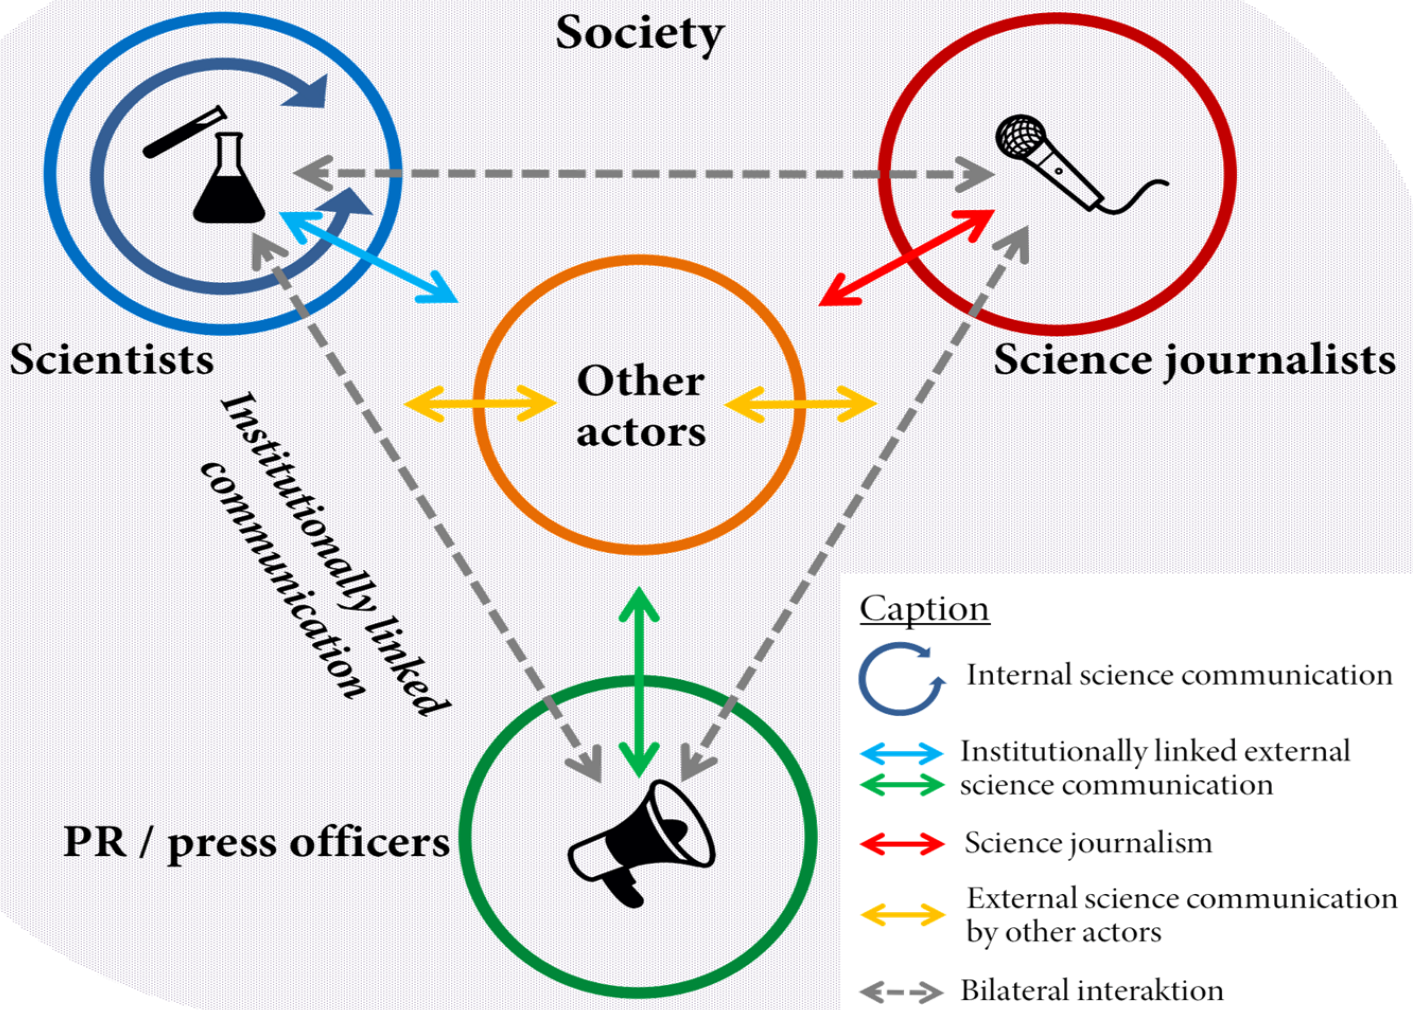 Society
Scientists
Science journalists
Other
actors
Institutionally linked
communication
PR / press officers
Caption
Internal science communication
Institutionally linked external
science communication
Science journalism
External science communication
by other actors
Bilateral interaktion